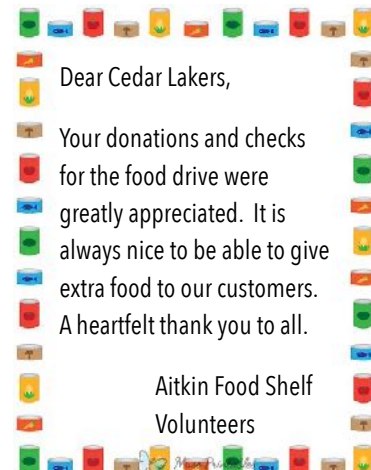 Dear Cedar Lakers,
Your donations and checks
for the food drive were
greatly appreciated. It is
always nice to be able to give
extra food to our customers.
A heartfelt thank you to all.
Aitkin Food Shelf
Volunteers